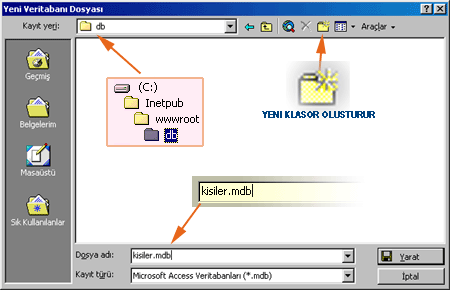 Yeni Veritabanı Dosyası
Kayıt yeri:
db
Araçlar
Geçmiş
Belgelerim
Masaüstü
Sık Kullanılanlar
(C:)
Inetpub
wwwroot
db
YENİ KLASOR OLUSTURUR
kisiler.mdb
Dosya adı:
kisiler.mdb
Yarat
Kayıt türü:
Microsoft Access Veritabanları (*.mdb)
İptal